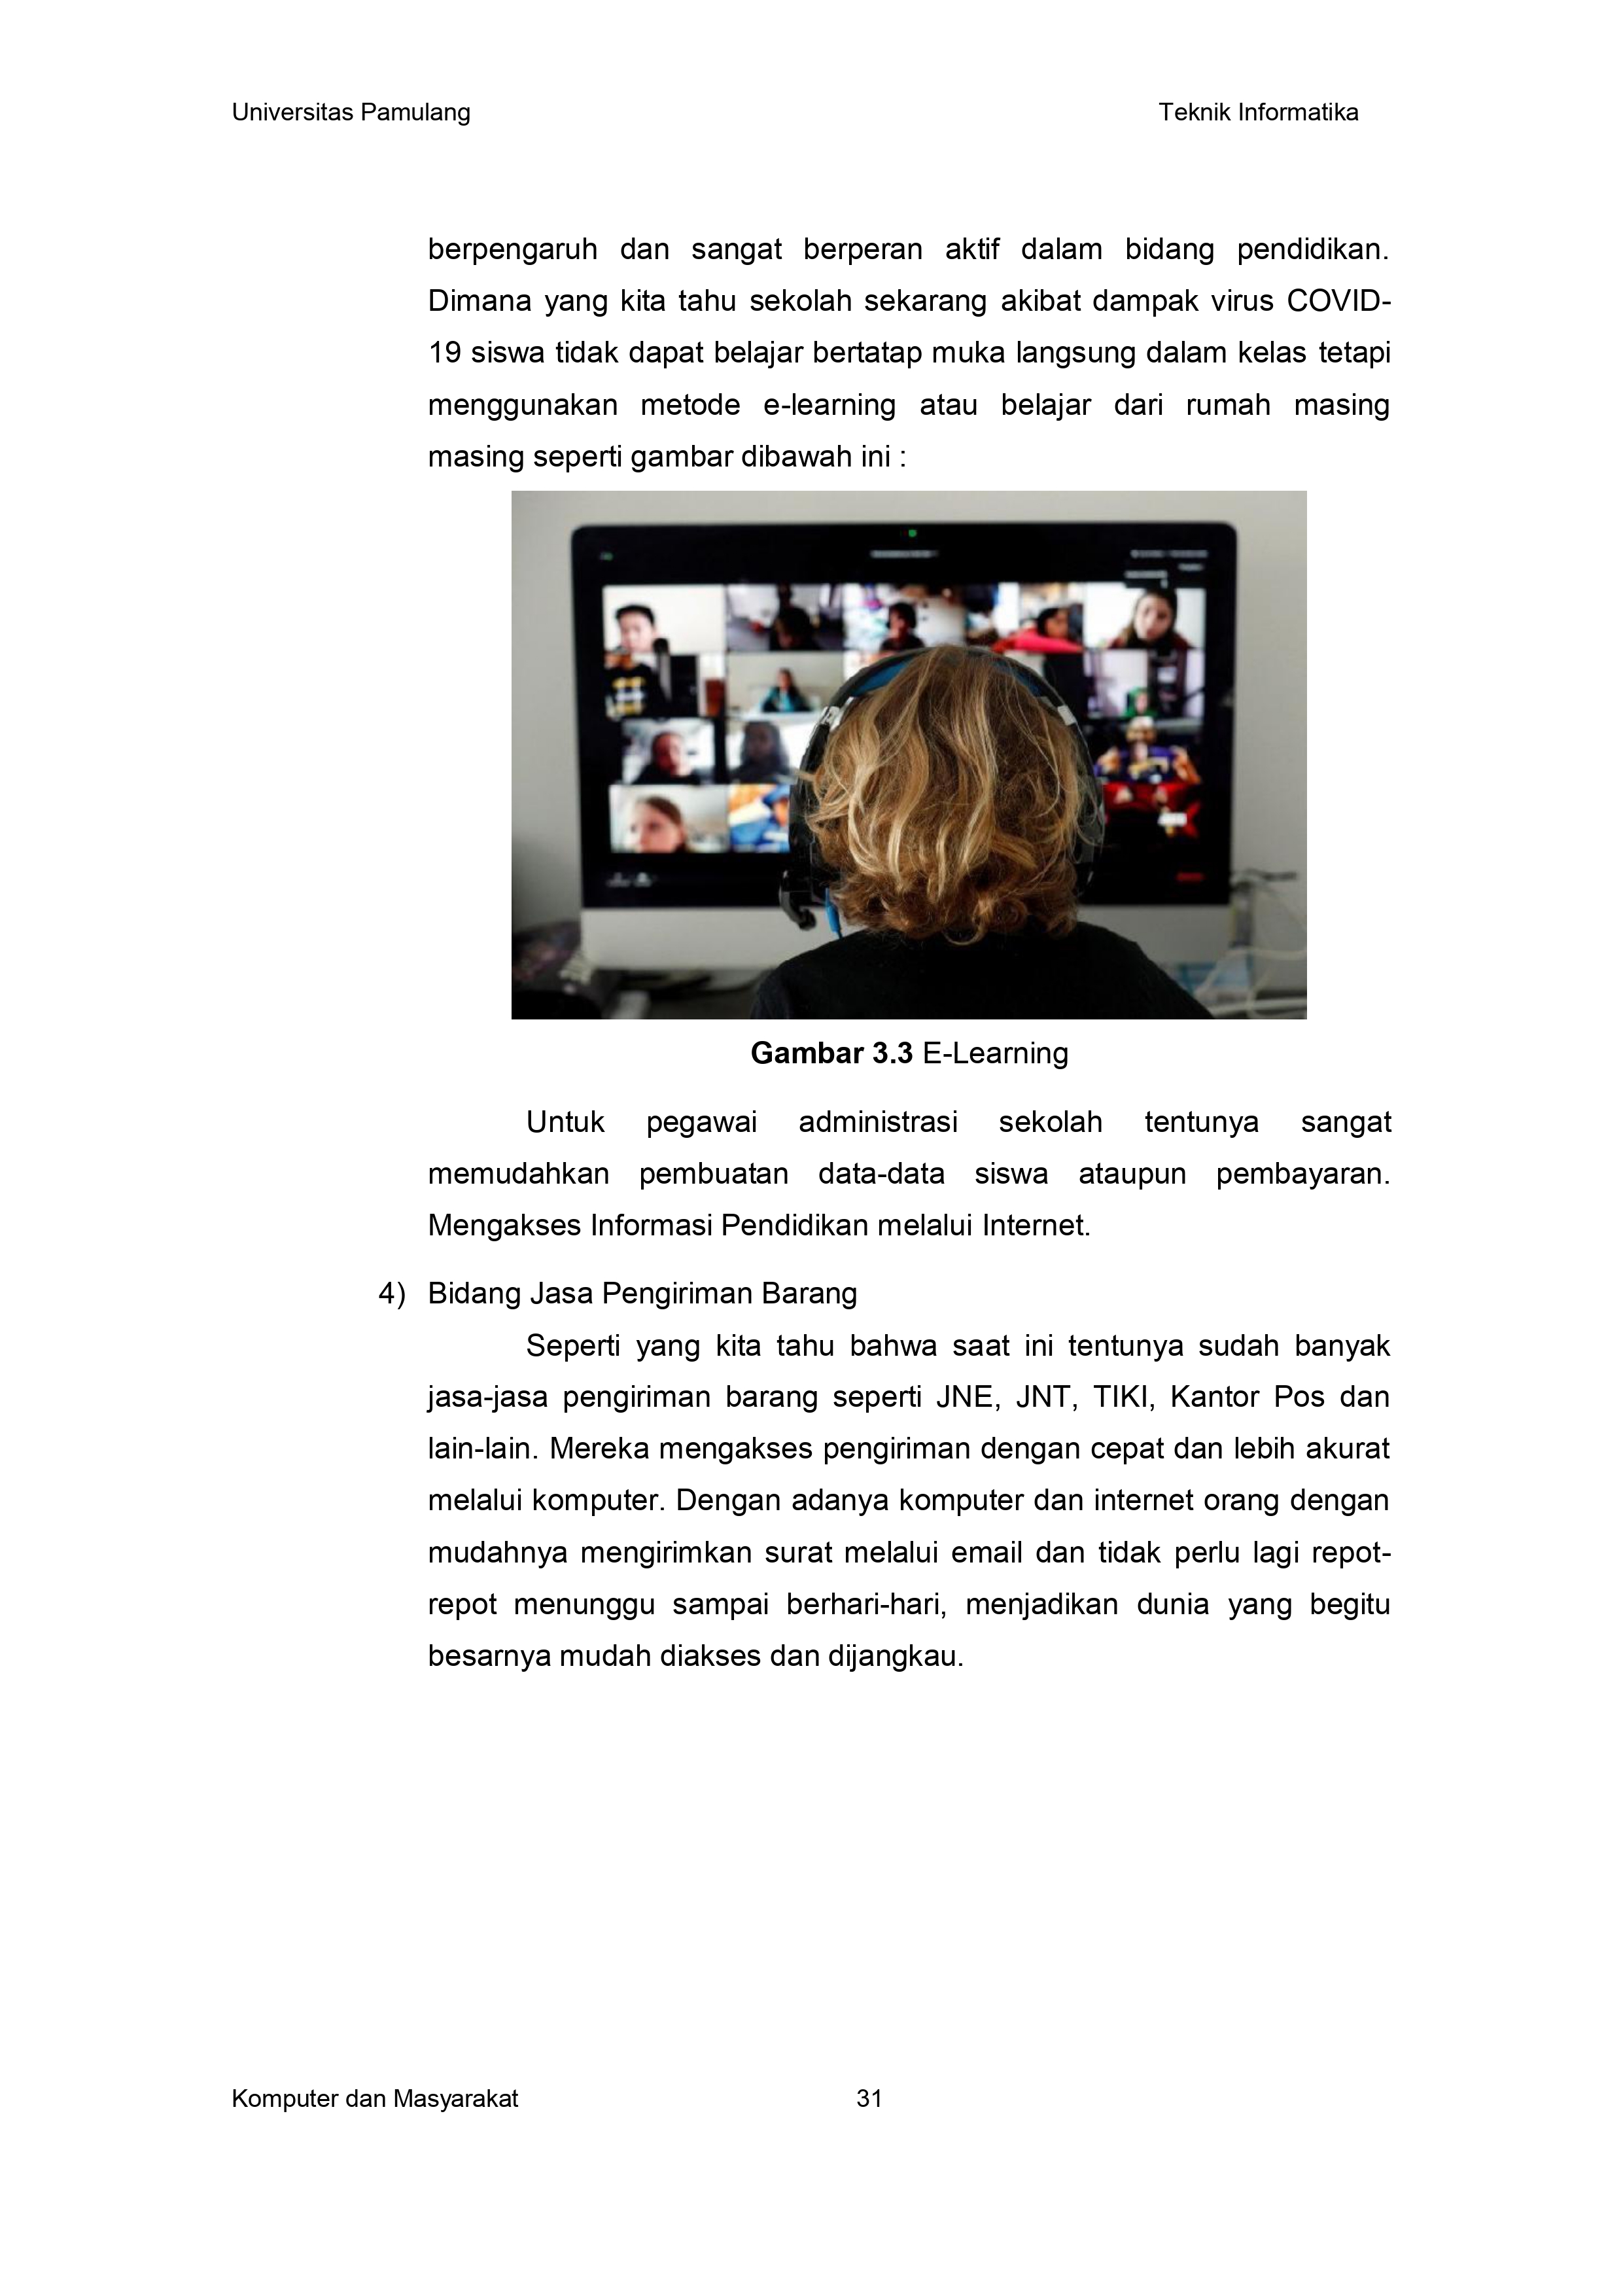 Universitas Pamulang Teknik Informatika
berpengaruh dan sangat berperan aktif dalam bidang pendidikan.
Dimana yang kita tahu sekolah sekarang akibat dampak virus COVID-
19 siswa tidak dapat belajar bertatap muka langsung dalam kelas tetapi
menggunakan metode e-learning atau belajar dari rumah masing
masing seperti gambar dibawah ini :
Gambar 3.3 E-Learning
Untuk pegawai administrasi sekolah tentunya sangat
memudahkan pembuatan data-data siswa ataupun pembayaran.
Mengakses Informasi Pendidikan melalui Internet.
4) Bidang Jasa Pengiriman Barang
Seperti yang kita tahu bahwa saat ini tentunya sudah banyak
jasa-jasa pengiriman barang seperti JNE, JNT, TIKI, Kantor Pos dan
lain-lain. Mereka mengakses pengiriman dengan cepat dan lebih akurat
melalui komputer. Dengan adanya komputer dan internet orang dengan
mudahnya mengirimkan surat melalui email dan tidak perlu lagi repot-
repot menunggu sampai berhari-hari, menjadikan dunia yang begitu
besarnya mudah diakses dan dijangkau.
Komputer dan Masyarakat 31